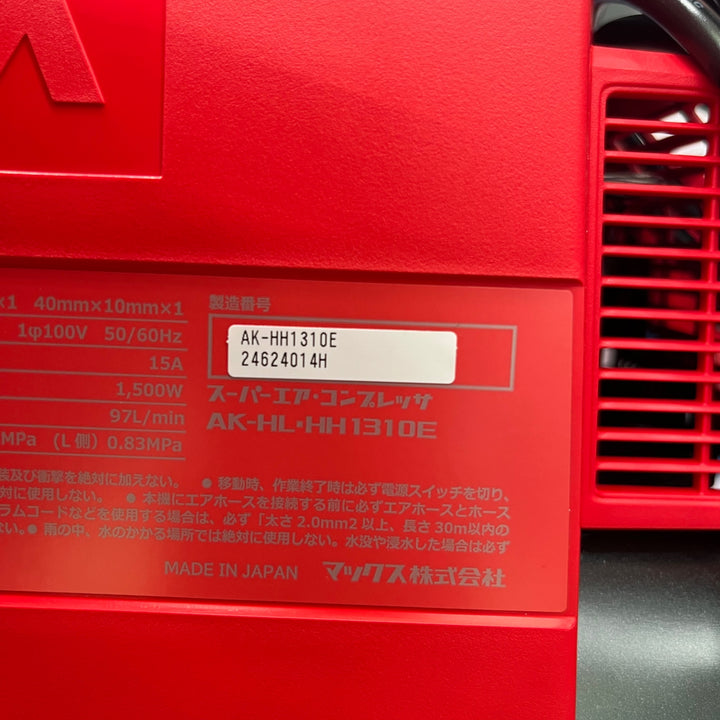 ×1 40mm×10mm×1
1φ100V 50/60Hz
15A
1,500W
97L/min
MPa (L側) 0.83MPa
製造番号
AK-HH1310E
24624014H
スーパーエア・コンプレッサ
AK-HL・HH1310E
装及び衝撃を絶対に加えない。 ● 移動時、作業終了時は必ず電源スイッチを切り、
対に使用しない。 ● 本機にエアホースを接続する前に必ずエアホースとホース
ラムコードなどを使用する場合は、必ず「太さ 2.0mm2 以上、長さ 30m以内の
ない。● 雨の中、水のかかる場所では絶対に使用しない。水没や浸水した場合は必ず
MADE IN JAPAN マックス株式会社